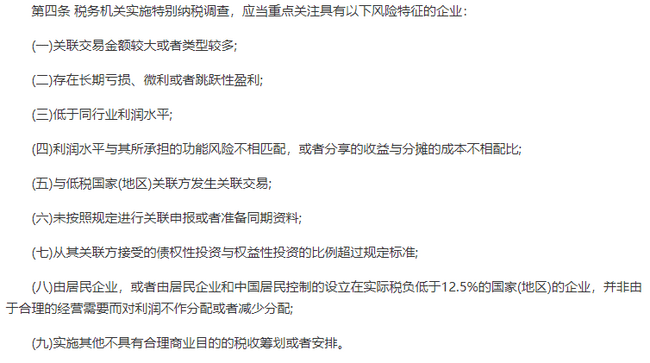 第四条 税务机关实施特别纳税调查，应当重点关注具有以下风险特征的企业：
(一)关联交易金额较大或者类型较多;
(二)存在长期亏损、微利或者跳跃性盈利;
(三)低于同行业利润水平;
(四)利润水平与其所承担的功能风险不相匹配，或者分享的收益与分摊的成本不相配比;
(五)与低税国家(地区)关联方发生关联交易;
(六)未按照规定进行关联申报或者准备同期资料;
(七)从其关联方接受的债权性投资与权益性投资的比例超过规定标准;
(八)由居民企业，或者由居民企业和中国居民控制的设立在实际税负低于12.5%的国家(地区)的企业，并非由
于合理的经营需要而对利润不作分配或者减少分配;
(九)实施其他不具有合理商业目的的税收筹划或者安排。